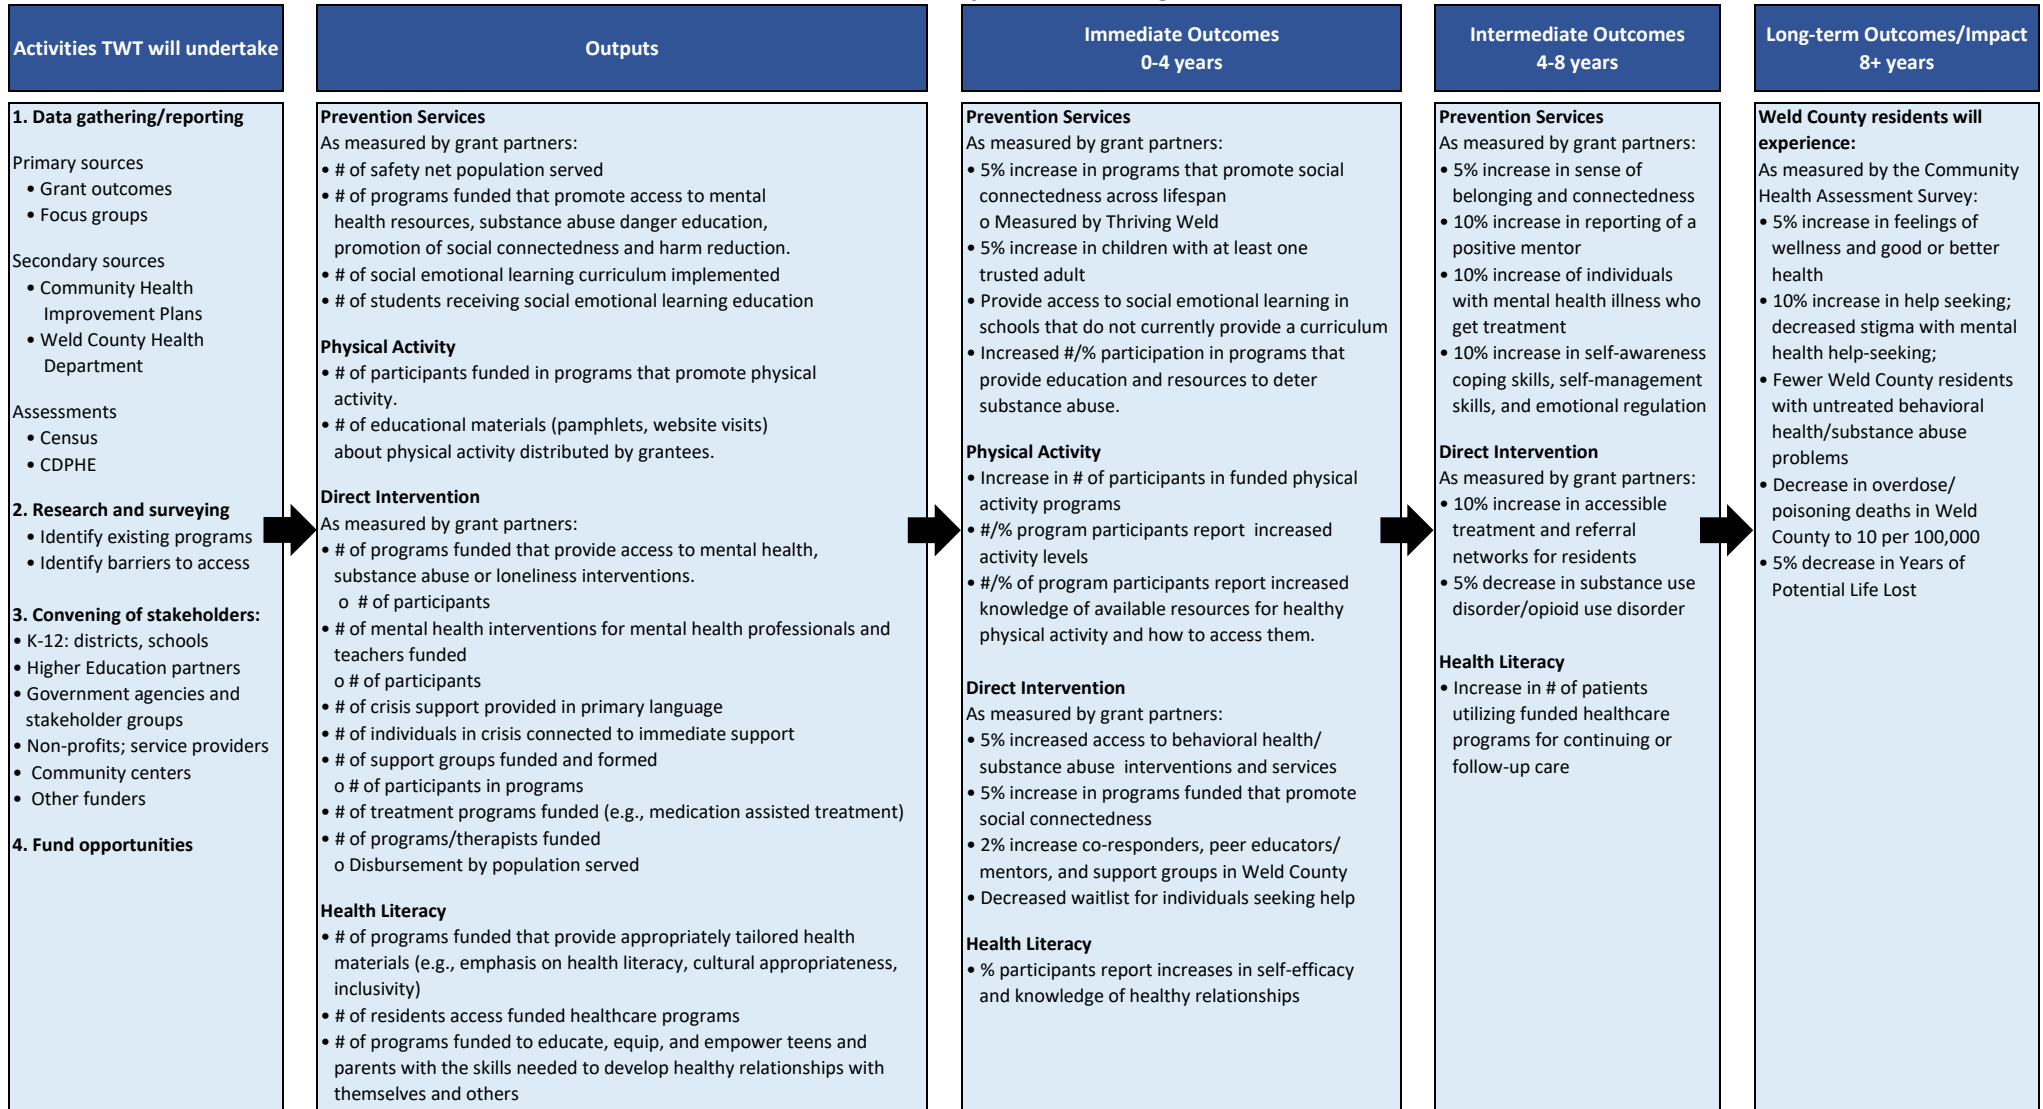 Activities TWT will undertake
1. Data gathering/reporting
Primary sources
• Grant outcomes
• Focus groups
Secondary sources
• Community Health
Improvement Plans
• Weld County Health
Department
Assessments
• Census
• CDPHE
2. Research and surveying
• Identify existing programs
• Identify barriers to access
3. Convening of stakeholders:
• K-12: districts, schools
• Higher Education partners
• Government agencies and
stakeholder groups
• Non-profits; service providers
• Community centers
• Other funders
4. Fund opportunities
Outputs
Prevention Services
As measured by grant partners:
• # of safety net population served
• # of programs funded that promote access to mental
health resources, substance abuse danger education,
promotion of social connectedness and harm reduction.
• # of social emotional learning curriculum implemented
• # of students receiving social emotional learning education
Physical Activity
• # of participants funded in programs that promote physical
activity.
• # of educational materials (pamphlets, website visits)
about physical activity distributed by grantees.
Direct Intervention
As measured by grant partners:
• # of programs funded that provide access to mental health,
substance abuse or loneliness interventions.
o # of participants
• # of mental health interventions for mental health professionals and
teachers funded
o # of participants
• # of crisis support provided in primary language
• # of individuals in crisis connected to immediate support
• # of support groups funded and formed
o # of participants in programs
• # of treatment programs funded (e.g., medication assisted treatment)
• # of programs/therapists funded
o Disbursement by population served
Health Literacy
• # of programs funded that provide appropriately tailored health
materials (e.g., emphasis on health literacy, cultural appropriateness,
inclusivity)
• # of residents access funded healthcare programs
• # of programs funded to educate, equip, and empower teens and
parents with the skills needed to develop healthy relationships with
themselves and others
Immediate Outcomes
0-4 years
Prevention Services
As measured by grant partners:
• 5% increase in programs that promote social
connectedness across lifespan
o Measured by Thriving Weld
• 5% increase in children with at least one
trusted adult
• Provide access to social emotional learning in
schools that do not currently provide a curriculum
• Increased #/% participation in programs that
provide education and resources to deter
substance abuse.
Physical Activity
• Increase in # of participants in funded physical
activity programs
• #/% program participants report increased
activity levels
• #/% of program participants report increased
knowledge of available resources for healthy
physical activity and how to access them.
Direct Intervention
As measured by grant partners:
• 5% increased access to behavioral health/
substance abuse interventions and services
• 5% increase in programs funded that promote
social connectedness
• 2% increase co-responders, peer educators/
mentors, and support groups in Weld County
• Decreased waitlist for individuals seeking help
Health Literacy
• % participants report increases in self-efficacy
and knowledge of healthy relationships
Intermediate Outcomes
4-8 years
Prevention Services
As measured by grant partners:
• 5% increase in sense of
belonging and connectedness
• 10% increase in reporting of a
positive mentor
• 10% increase of individuals
with mental health illness who
get treatment
• 10% increase in self-awareness
coping skills, self-management
skills, and emotional regulation
Direct Intervention
As measured by grant partners:
• 10% increase in accessible
treatment and referral
networks for residents
• 5% decrease in substance use
disorder/opioid use disorder
Health Literacy
• Increase in # of patients
utilizing funded healthcare
programs for continuing or
follow-up care
Long-term Outcomes/Impact
8+ years
Weld County residents will
experience:
As measured by the Community
Health Assessment Survey:
• 5% increase in feelings of
wellness and good or better
health
• 10% increase in help seeking;
decreased stigma with mental
health help-seeking;
• Fewer Weld County residents
with untreated behavioral
health/substance abuse
problems
• Decrease in overdose/
poisoning deaths in Weld
County to 10 per 100,000
• 5% decrease in Years of
Potential Life Lost